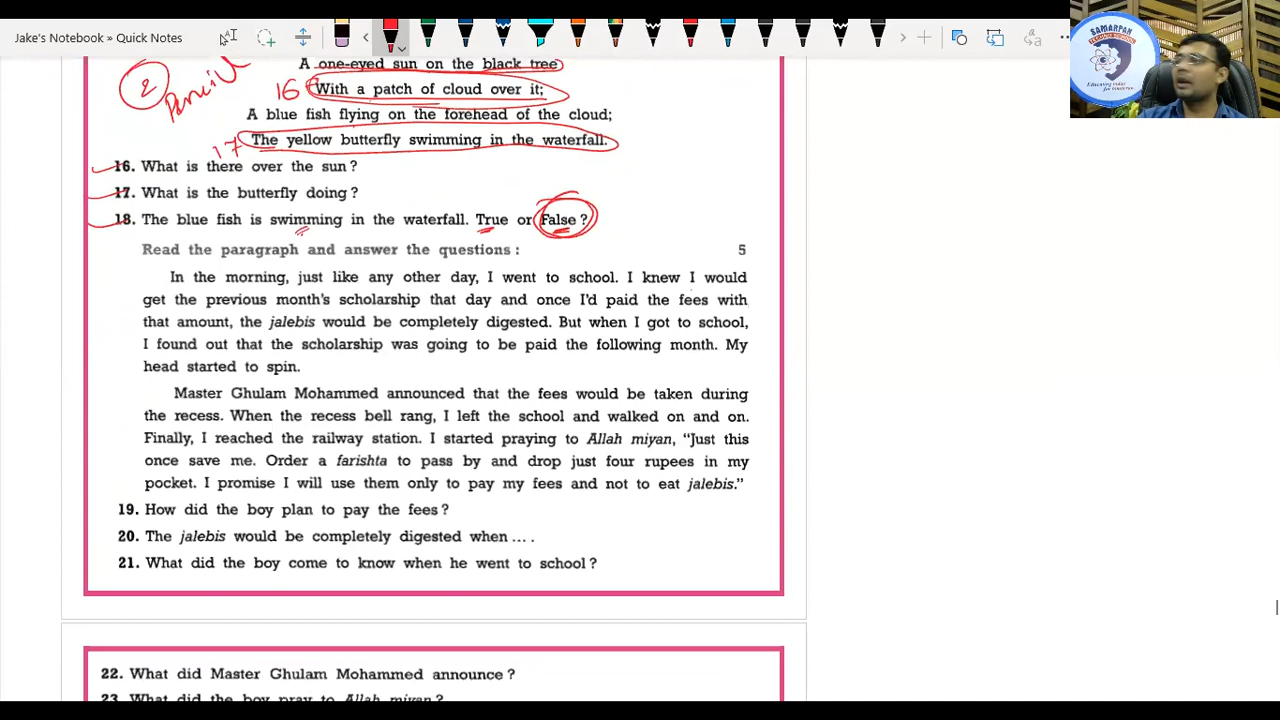 Jake's Notebook » Quick Notes
SAMARPAN
2
Pencil
A one-eyed sun on the black tree
16 With a patch of cloud over it;
A blue fish flying on the forehead of the cloud;
17 The yellow butterfly swimming in the waterfall.
16. What is there over the sun?
17. What is the butterfly doing?
18. The blue fish is swimming in the waterfall. True or False?
Read the paragraph and answer the questions: 5
In the morning, just like any other day, I went to school. I knew I would
get the previous month's scholarship that day and once I'd paid the fees with
that amount, the jalebis would be completely digested. But when I got to school,
I found out that the scholarship was going to be paid the following month. My
head started to spin.
Master Ghulam Mohammed announced that the fees would be taken during
the recess. When the recess bell rang, I left the school and walked on and on.
Finally, I reached the railway station. I started praying to Allah miyan, "Just this
once save me. Order a farishta to pass by and drop just four rupees in my
pocket. I promise I will use them only to pay my fees and not to eat jalebis."
19. How did the boy plan to pay the fees?
20. The jalebis would be completely digested when ... .
21. What did the boy come to know when he went to school?
22. What did Master Ghulam Mohammed announce?
23. What did the boy pray to Allah miyan?